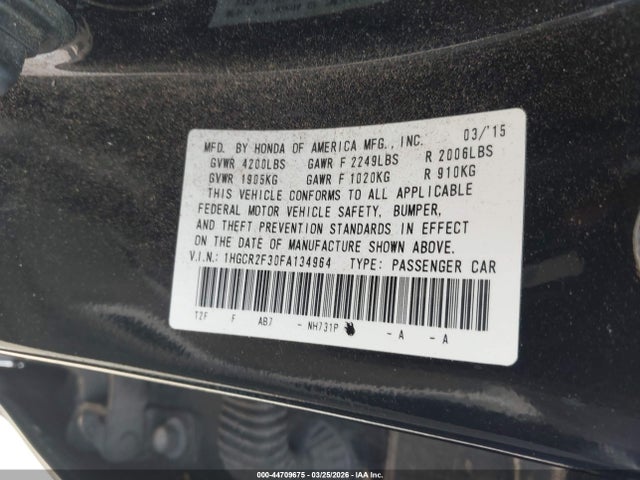 MFD. BY HONDA OF AMERICA MFG., INC. 03/'15
GVWR 4200LBS GAWR F 2249LBS R 2006LBS
GVWR 1905KG GAWR F 1020KG R 910KG
THIS VEHICLE CONFORMS TO ALL APPLICABLE
FEDERAL MOTOR VEHICLE SAFETY, BUMPER,
AND THEFT PREVENTION STANDARDS IN EFFECT
ON THE DATE OF MANUFACTURE SHOWN ABOVE.
V.I.N.: 1HGCR2F30FA134964 TYPE: PASSENGER CAR
T2F F AB7 - NH731P - A - A
000-44709675 | 03/25/2026 | IAA Inc.